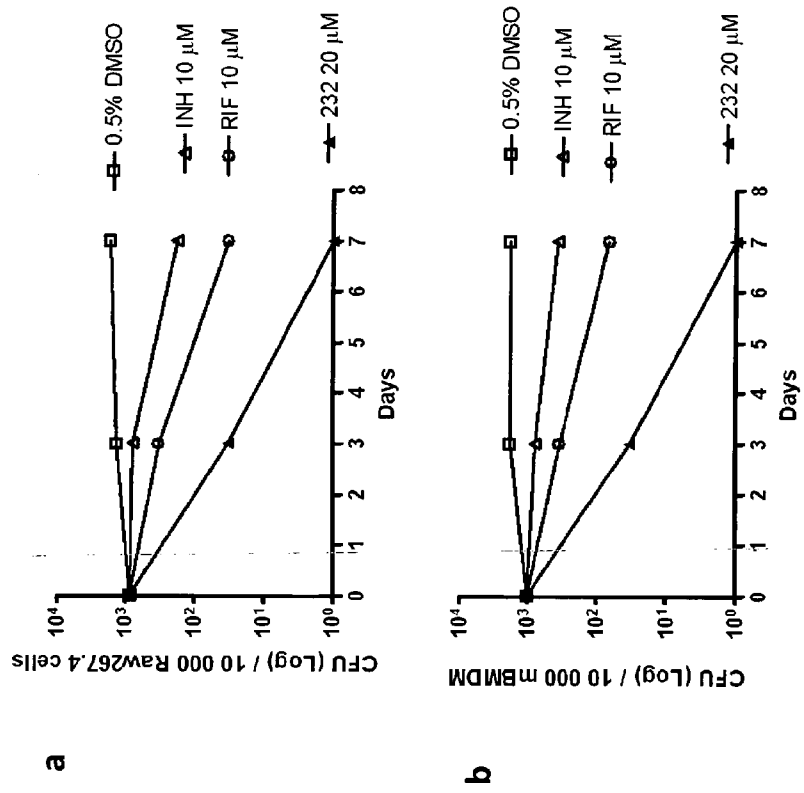 a
CFU (Log) / 10 000 Raw267.4 cells
10⁴
10³
10²
10¹
10⁰
0 1 2 3 4 5 6 7 8
Days
0.5% DMSO
INH 10 µM
RIF 10 µM
232 20 µM
b
CFU (Log) / 10 000 mBMDM
10⁴
10³
10²
10¹
10⁰
0 1 2 3 4 5 6 7 8
Days
0.5% DMSO
INH 10 µM
RIF 10 µM
232 20 µM